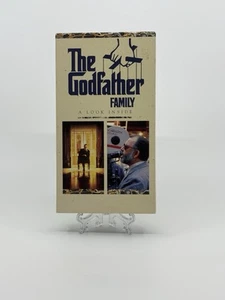 The
Godfather
FAMILY
A LOOK INSIDE